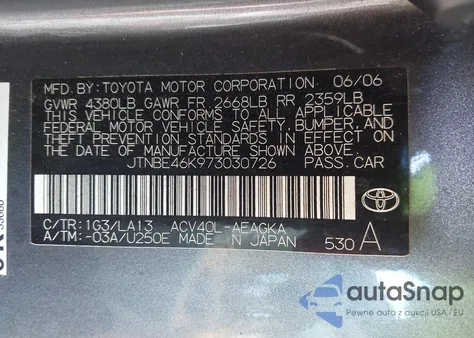 MFD. BY: TOYOTA MOTOR CORPORATION 06/06
GVWR 4380LB GAWR FR 2668LB RR 2359LB
THIS VEHICLE CONFORMS TO ALL APPLICABLE
FEDERAL MOTOR VEHICLE SAFETY, BUMPER, AND
THEFT PREVENTION STANDARDS IN EFFECT ON THE
DATE OF MANUFACTURE SHOWN ABOVE.
JTNBE46K973030726 PASS. CAR
C/TR: 1G3/LA13 ACV40L-AEAGKA
A/TM: -03A/U250E MADE IN JAPAN 530 A
TOYOTA
autoSnap
Pewne auto z aukcji USA i EU